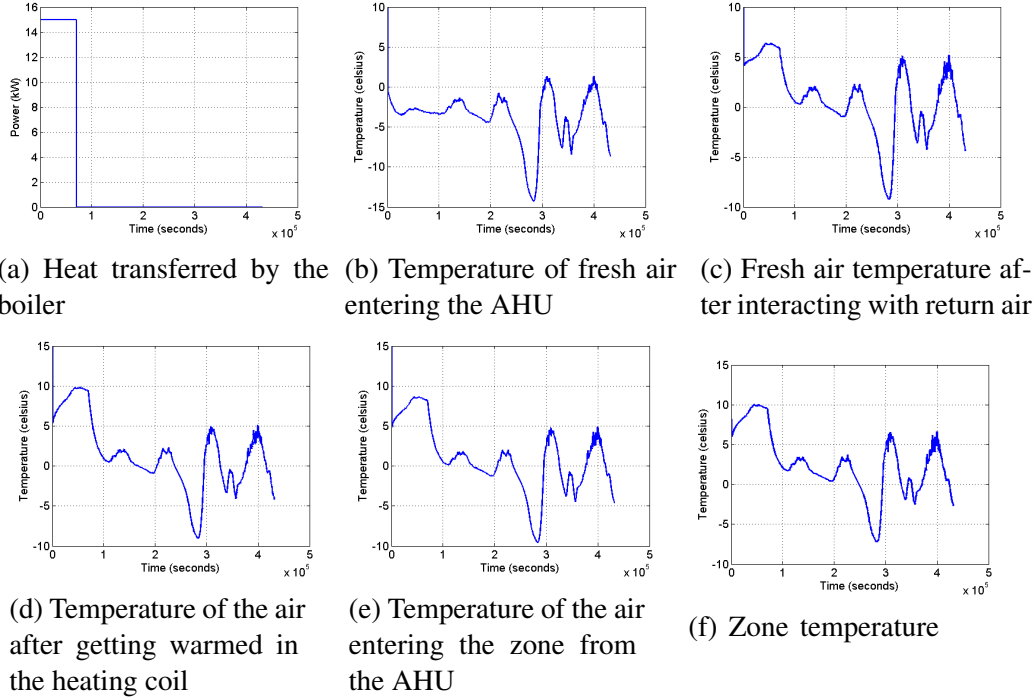 16
14
12
10
8
6
4
2
0
Power (kW)
0 1 2 3 4 5
Time (seconds)
x 10^5
10
5
0
-5
-10
-15
Temperature (celsius)
0 1 2 3 4 5
Time (seconds)
x 10^5
10
5
0
-5
-10
Temperature (celsius)
0 1 2 3 4 5
Time (seconds)
x 10^5
(a) Heat transferred by the
boiler
(b) Temperature of fresh air
entering the AHU
(c) Fresh air temperature af-
ter interacting with return air
15
10
5
0
-5
-10
Temperature (celsius)
0 1 2 3 4 5
Time (seconds)
x 10^5
15
10
5
0
-5
-10
Temperature (celsius)
0 1 2 3 4 5
Time (seconds)
x 10^5
15
10
5
0
-5
-10
Temperature (celsius)
0 1 2 3 4 5
Time (seconds)
x 10^5
(d) Temperature of the air
after getting warmed in
the heating coil
(e) Temperature of the air
entering the zone from
the AHU
(f) Zone temperature